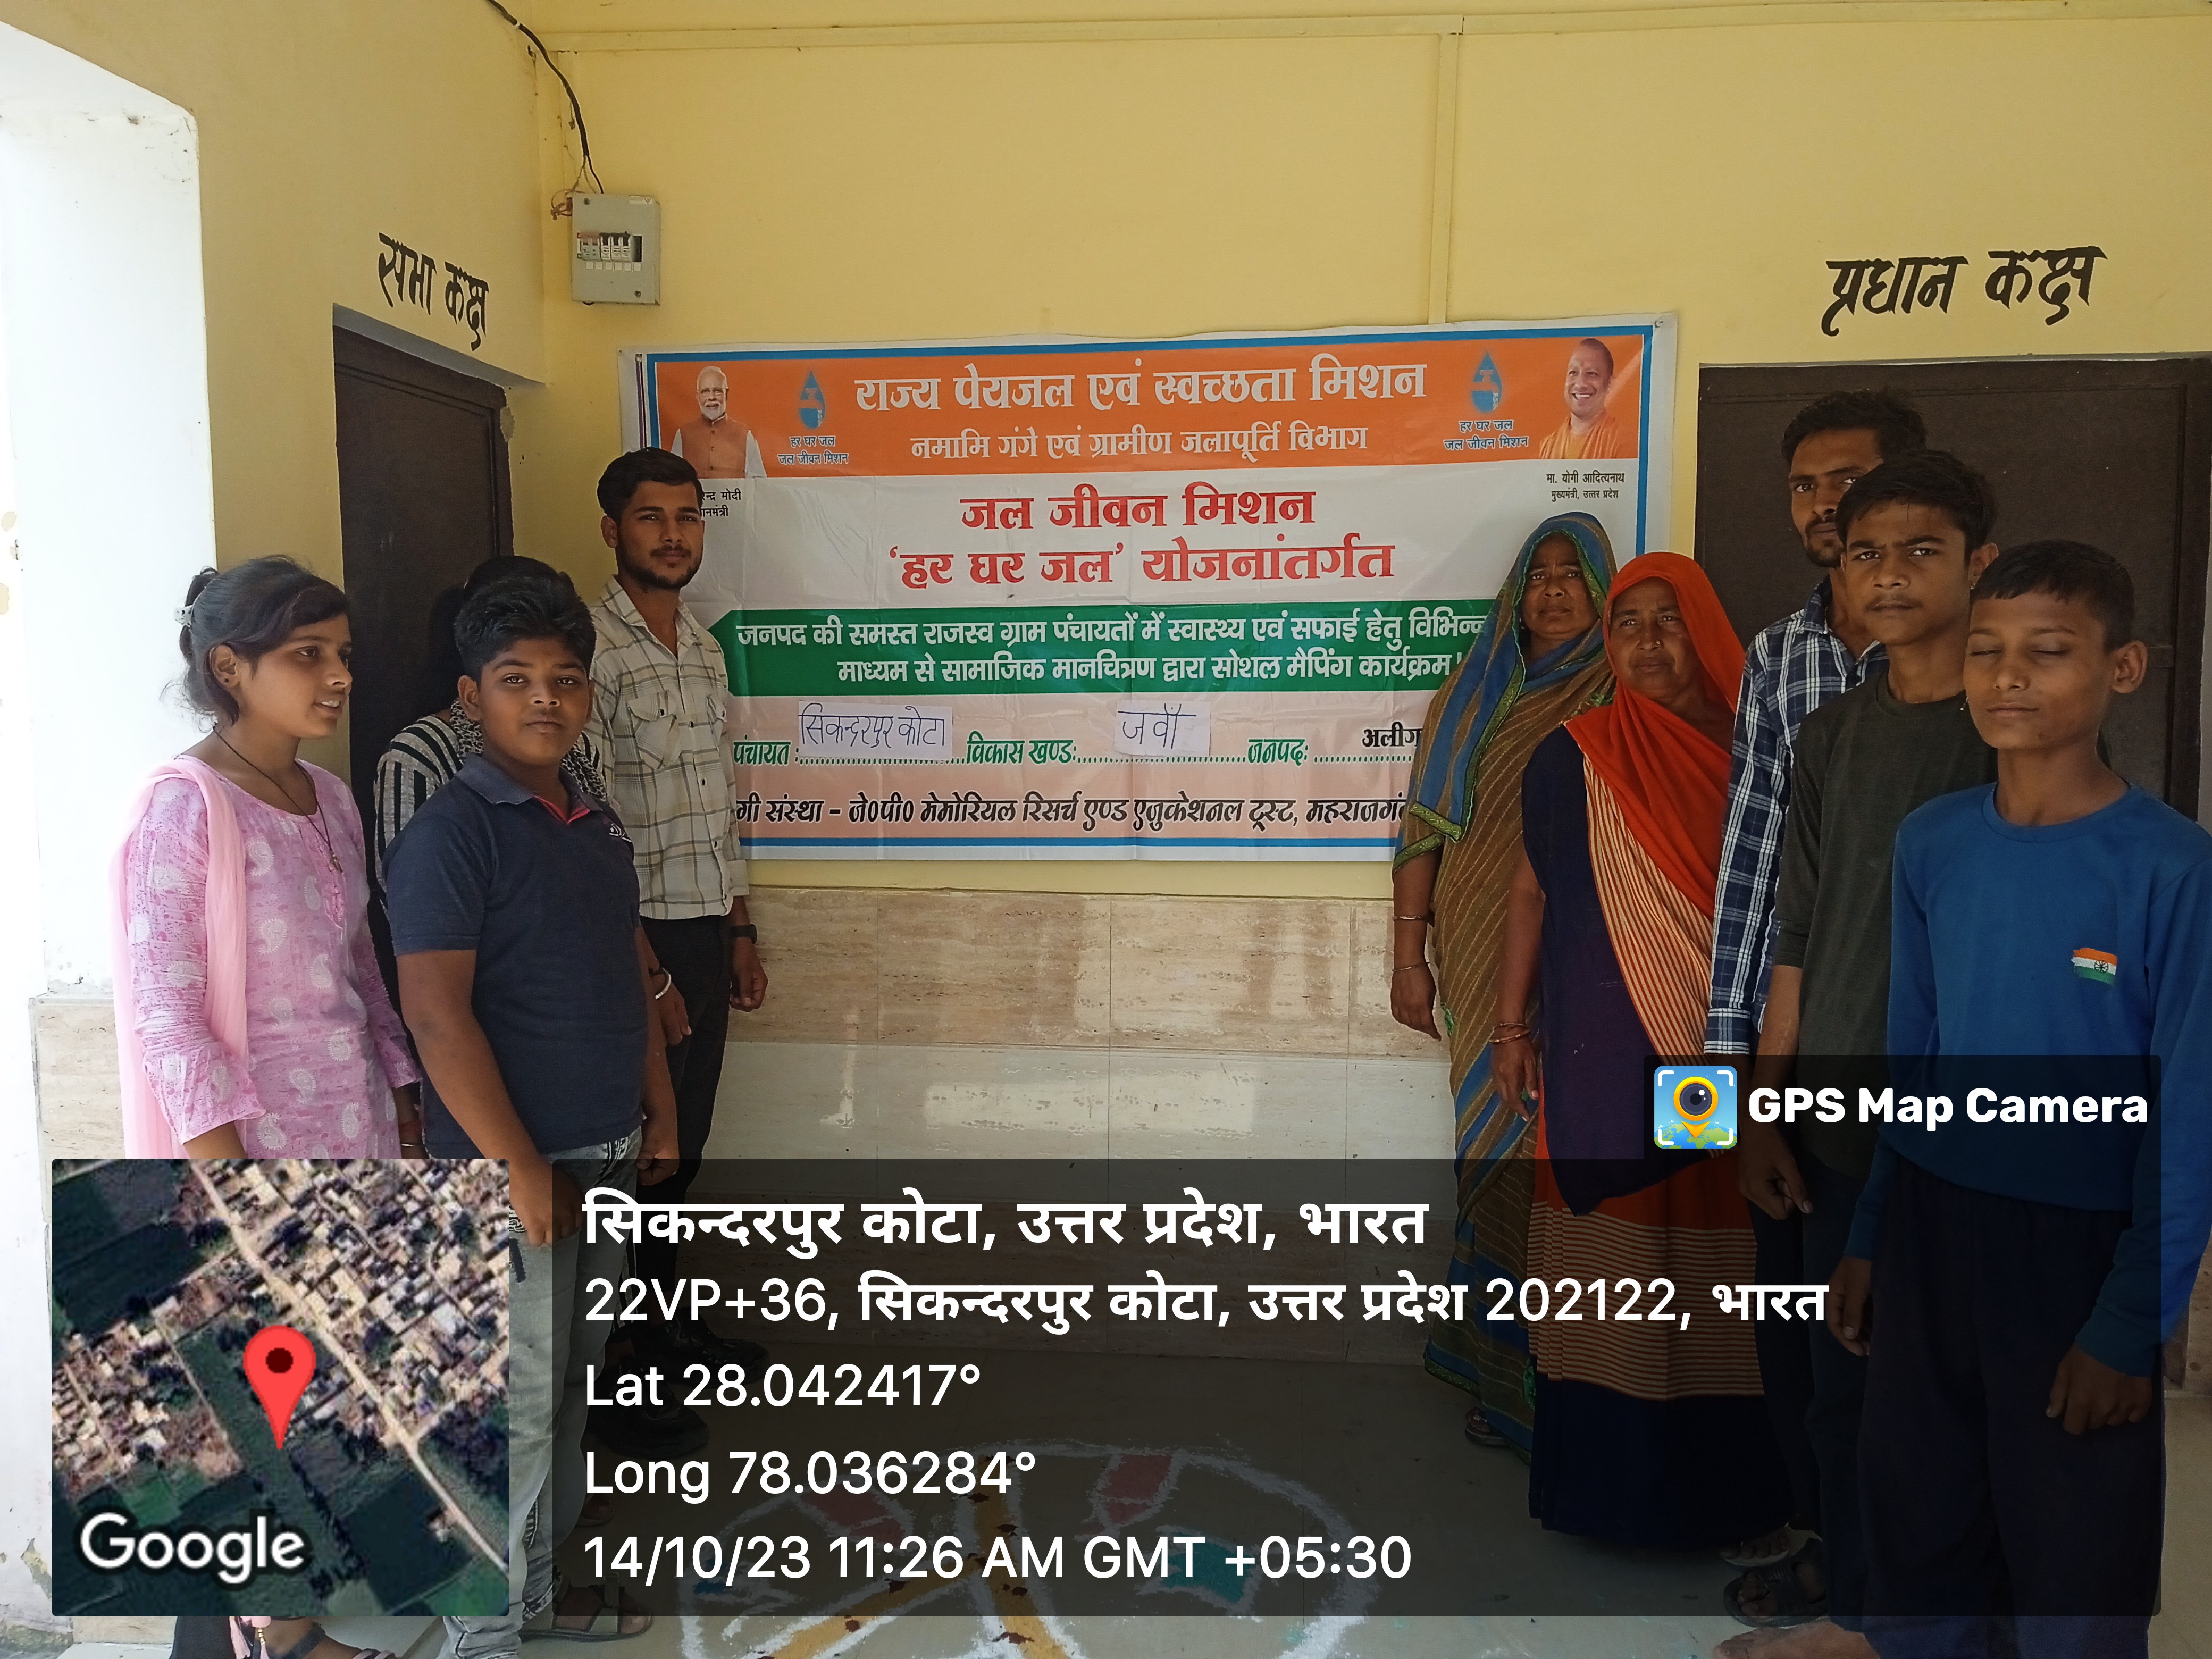 सभा कक्ष
प्रधान कक्ष
राज्य पेयजल एवं स्वच्छता मिशन
नमामि गंगे एवं ग्रामीण जलापूर्ति विभाग
हर घर जल
जल जीवन मिशन
हर घर जल
जल जीवन मिशन
मोदी
मा. योगी आदित्यनाथ
मुख्यमंत्री, उत्तर प्रदेश
जल जीवन मिशन
‘हर घर जल’ योजनांतर्गत
जनपद की समस्त राजस्व ग्राम पंचायतों में स्वास्थ्य एवं सफाई हेतु
माध्यम से सामाजिक मानचित्रण द्वारा सोशल मैपिंग कार्यक्रम।
पंचायत : सिकन्दरपुर कोटा विकास खण्ड: जवाँ जनपद:
संस्था - जे०पी० मेमोरियल रिसर्च एण्ड एजुकेशनल ट्रस्ट,
GPS Map Camera
सिकन्दरपुर कोटा, उत्तर प्रदेश, भारत
22VP+36, सिकन्दरपुर कोटा, उत्तर प्रदेश 202122, भारत
Lat 28.042417°
Long 78.036284°
14/10/23 11:26 AM GMT +05:30
Google